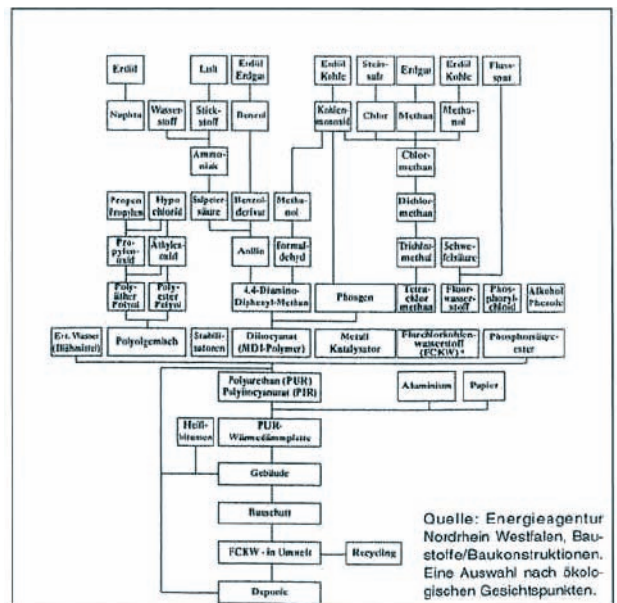 Erdöl
Luft
Erdöl
Erdgas
Erdöl
Kohle
Stein-
salz
Erdgas
Erdöl
Kohle
Fluss-
spat
Naphta
Wasser-
stoff
Stick-
stoff
Benzol
Kohlen-
monoxid
Chlor
Methan
Metha-
nol
Ammo-
niak
Chlor-
methan
Propen
Propylen
Hypo
chlorid
Salpeter-
säure
Benzol-
derivat
Metha-
nol
Dichlor-
methan
Pro-
pylen-
oxid
Äthylen-
oxid
Anilin
Formal-
dehyd
Trichlor-
Schwe-
felsäure
Poly-
äther
Polyol
Poly-
ester
Polyol
4,4-Diamino-
Diphenyl-Methan
Phosgen
Tetra-
chlor
methan
Fluor-
wasser-
stoff
Phos-
phoryl-
chloid
Alkohol
Phenole
Ert. Wasser
(Blähmittel)
Polyolgemisch
Stabili-
satoren
(MDI-Polymer)
Metall
Katalysator
wasserstoff
(FCKW)
Phosphorsäure-
ester
Polyurethan (PUR)
Polyisocyanurat (PIR)
Aluminium
Papier
Heiß-
bitumen
PUR-
Wärmedämmplatte
Gebäude
Bauschutt
FCKW - in Umwelt
Recycling
Deponie
Quelle: Energieagentur
Nordrhein Westfalen, Bau-
stoffe/Baukonstruktionen.
Eine Auswahl nach ökolo-
gischen Gesichtspunkten.